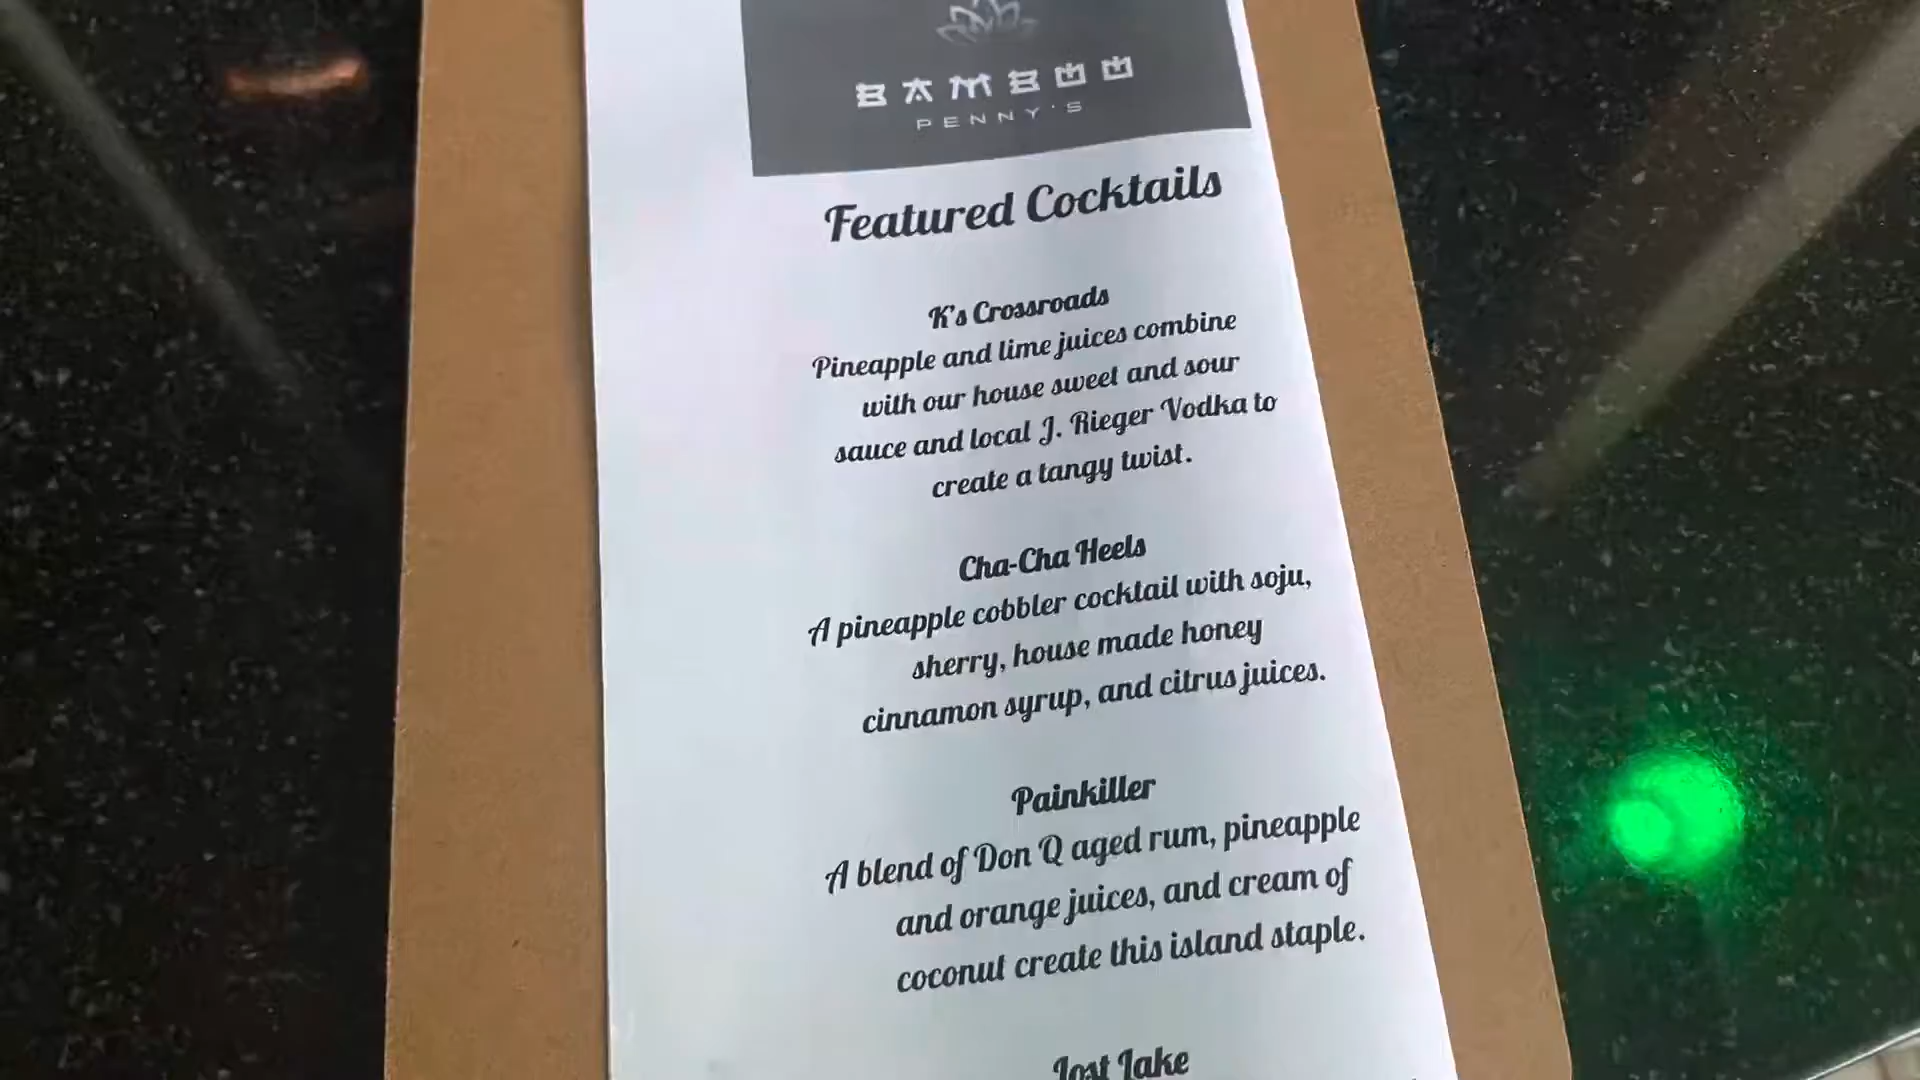 BAMBOO
PENNY'S
Featured Cocktails
K's Crossroads
Pineapple and lime juices combine
with our house sweet and sour
sauce and local J. Rieger Vodka to
create a tangy twist.
Cha-Cha Heels
A pineapple cobbler cocktail with soju,
sherry, house made honey
cinnamon syrup, and citrus juices.
Painkiller
A blend of Don Q aged rum, pineapple
and orange juices, and cream of
coconut create this island staple.
Lost Lake